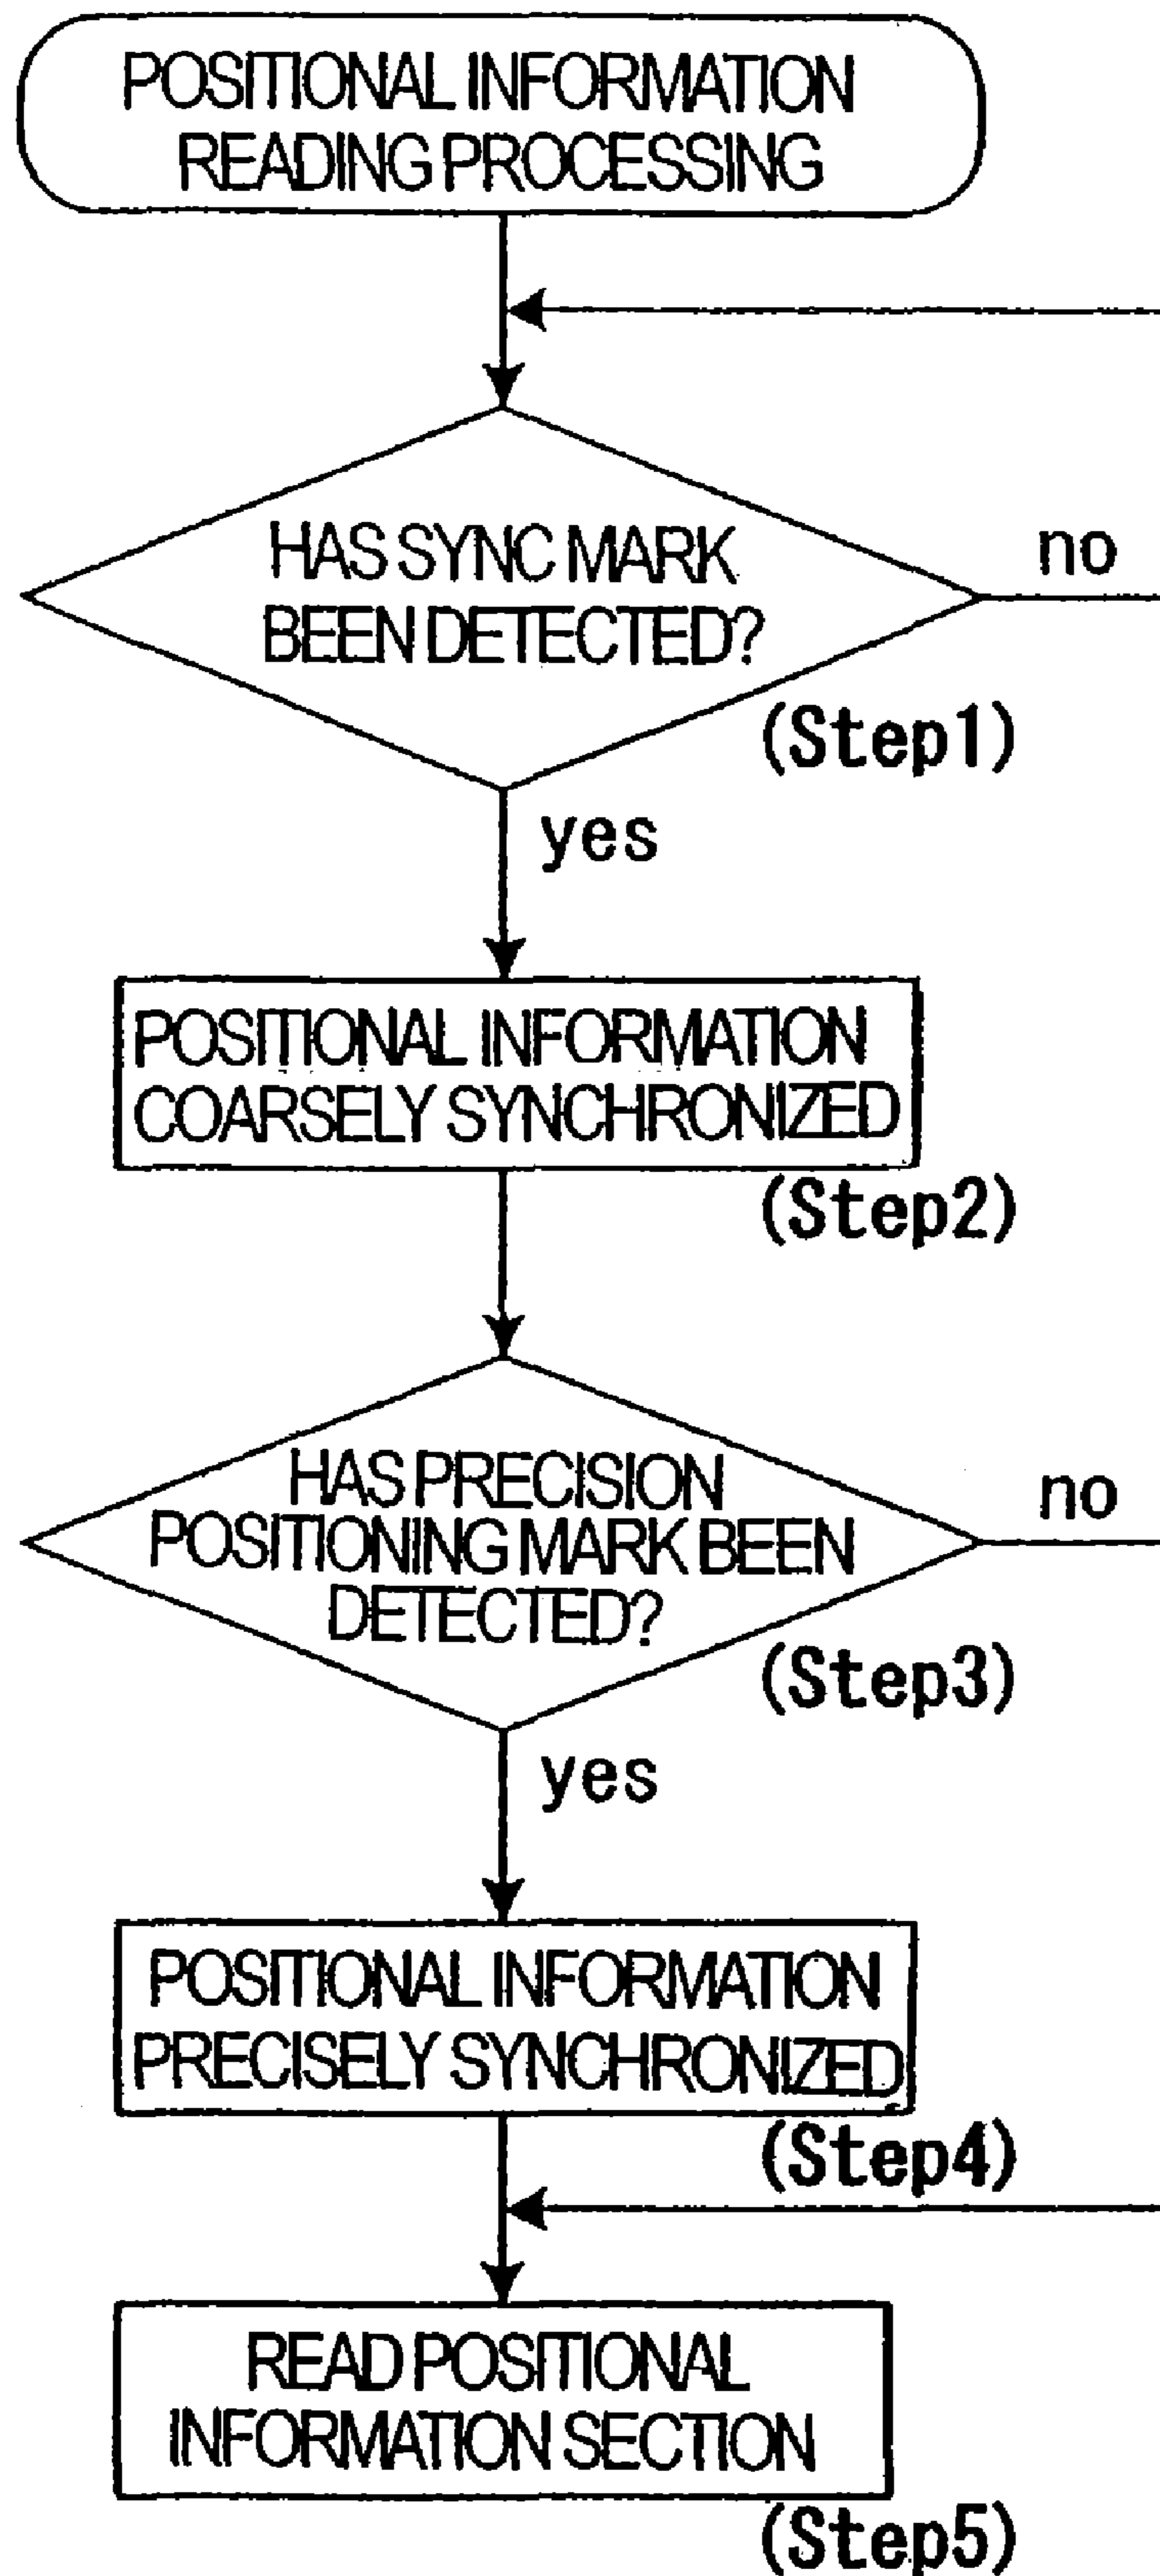 POSITIONAL INFORMATION
READING PROCESSING
HAS SYNC MARK
BEEN DETECTED?
no
(Step1)
yes
POSITIONAL INFORMATION
COARSELY SYNCHRONIZED
(Step2)
HAS PRECISION
POSITIONING MARK BEEN
DETECTED?
no
(Step3)
yes
POSITIONAL INFORMATION
PRECISELY SYNCHRONIZED
(Step4)
READ POSITIONAL
INFORMATION SECTION
(Step5)